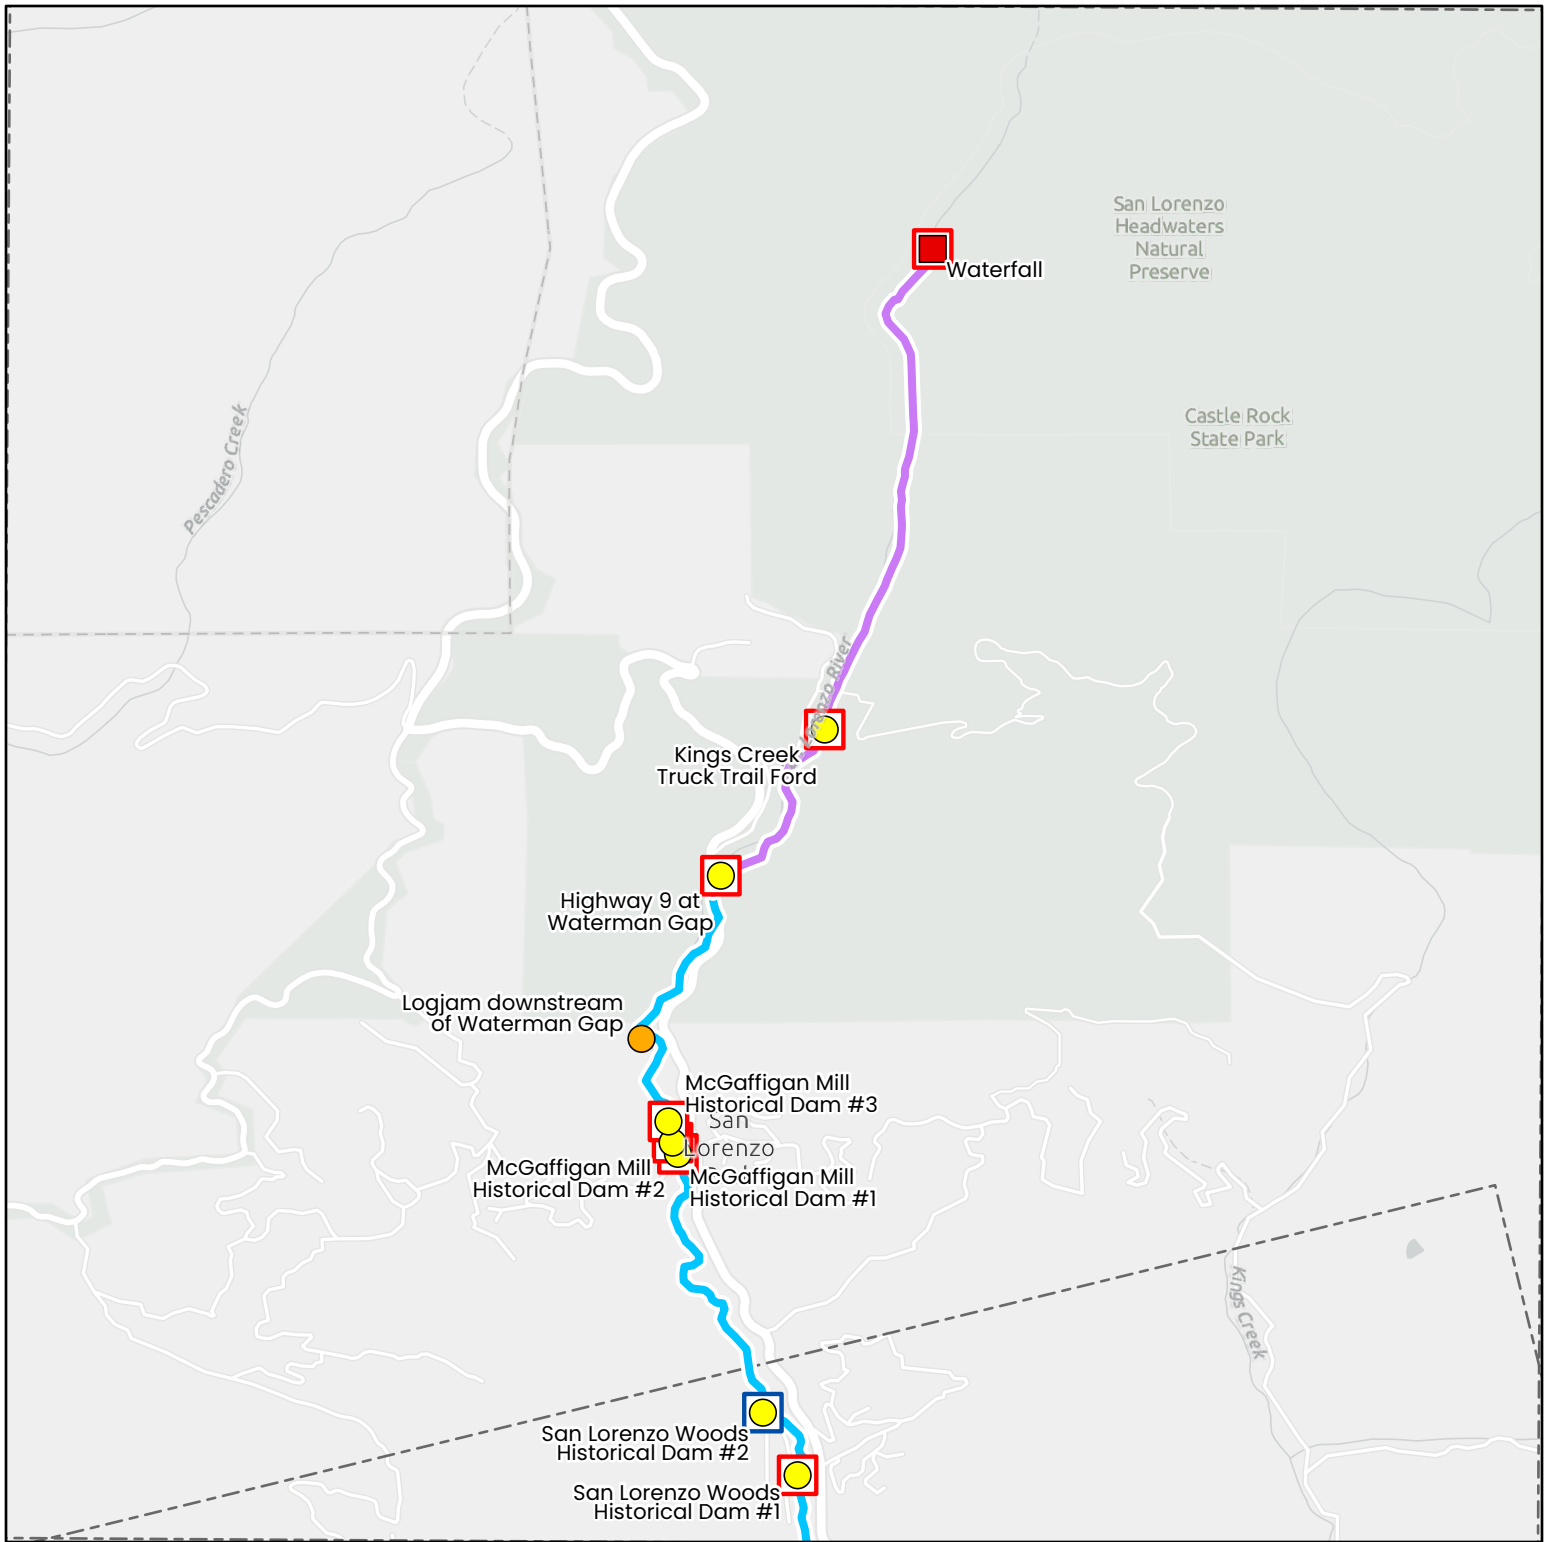 San Lorenzo
Headwaters
Natural
Preserve
Waterfall
Castle Rock
State Park
Pescadero Creek
Lorenzo River
Kings Creek
Truck Trail Ford
Highway 9 at
Waterman Gap
Logjam downstream
of Waterman Gap
McGaffigan Mill
Historical Dam #3
San
Lorenzo
McGaffigan Mill
Historical Dam #2
McGaffigan Mill
Historical Dam #1
Kings Creek
San Lorenzo Woods
Historical Dam #2
San Lorenzo Woods
Historical Dam #1